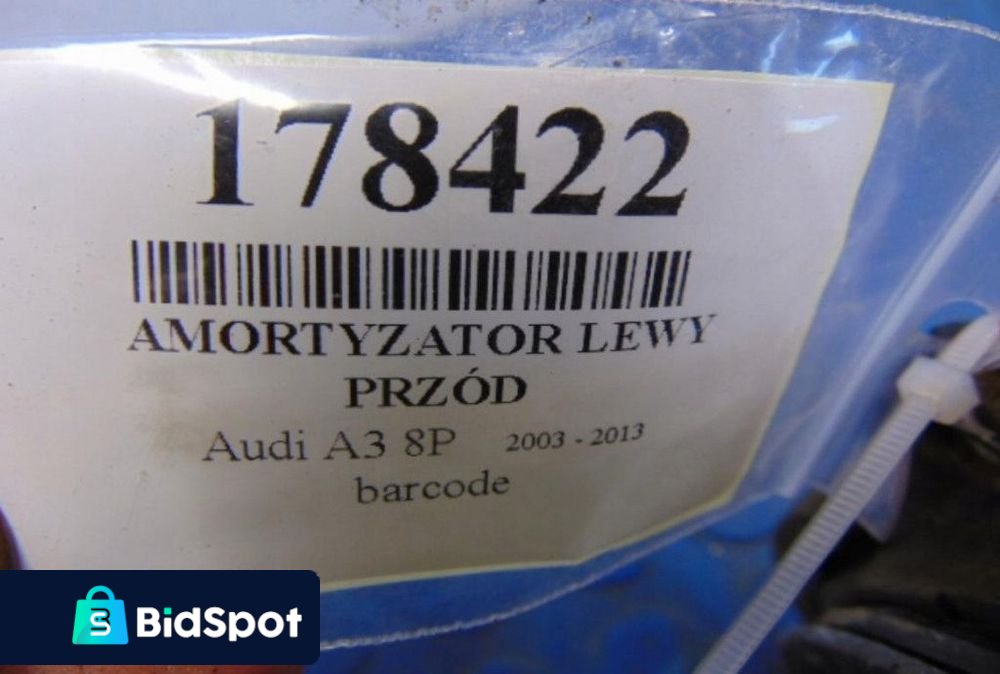 178422
AMORTYZATOR LEWY
PRZÓD
Audi A3 8P 2003 - 2013
barcode
BidSpot